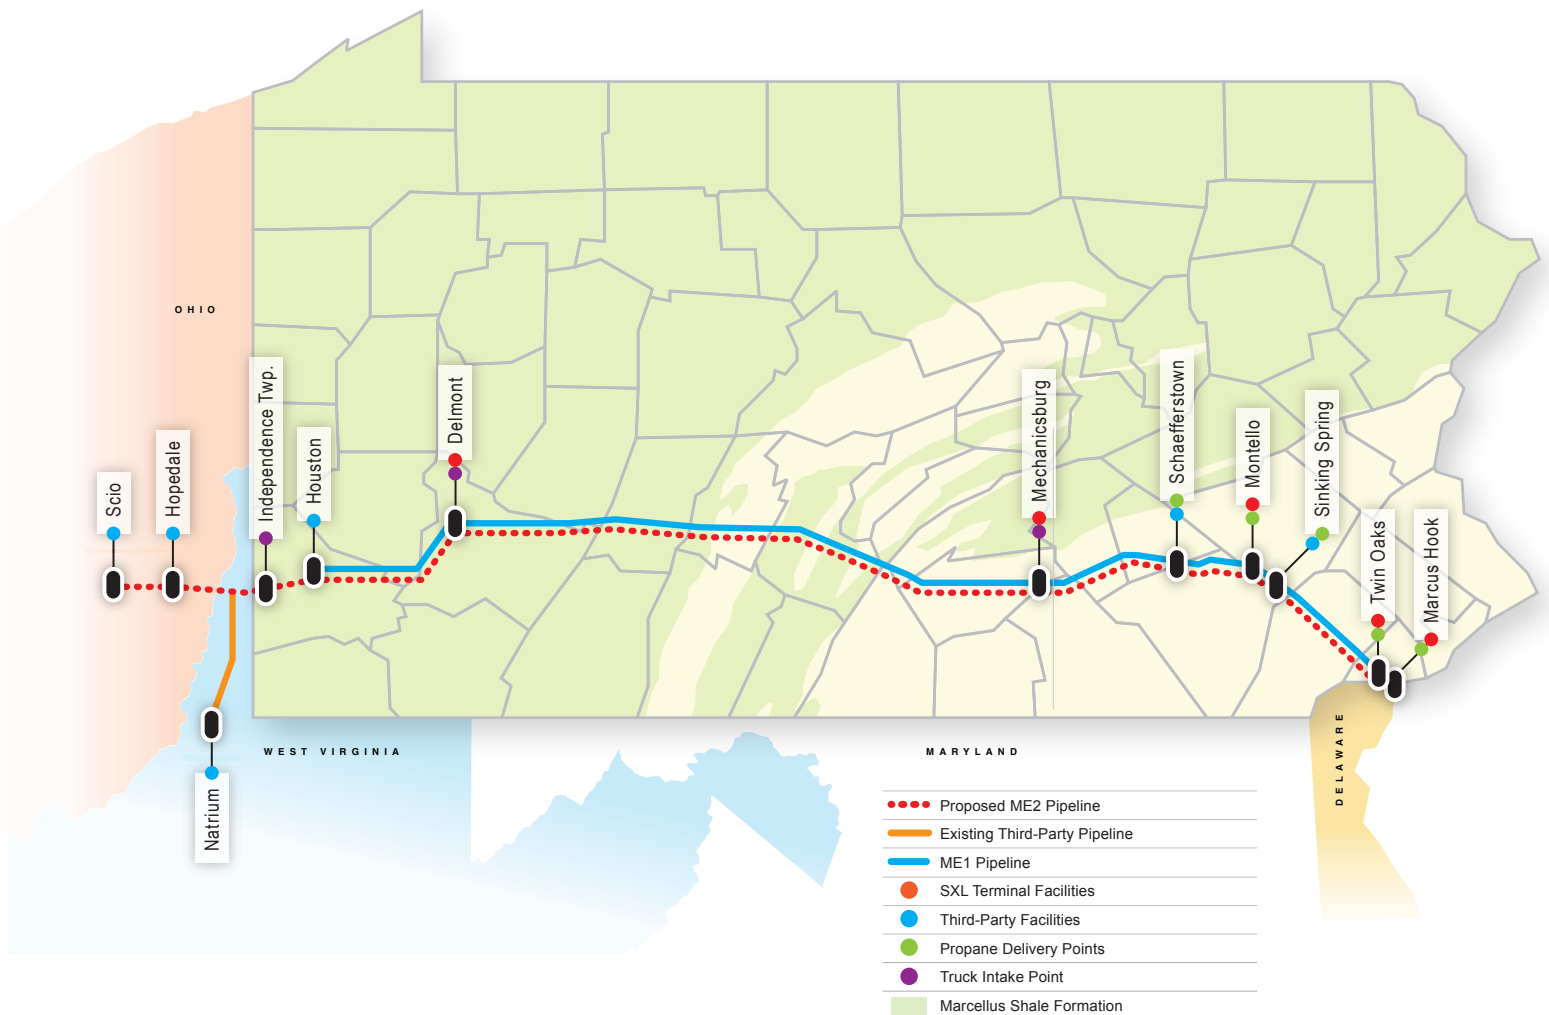 OHIO
Scio
Hopedale
Independence Twp.
Houston
Delmont
Mechanicsburg
Schaefferstown
Montello
Sinking Spring
Twin Oaks
Marcus Hook
Natrium
WEST VIRGINIA
MARYLAND
DELAWARE
Proposed ME2 Pipeline
Existing Third-Party Pipeline
ME1 Pipeline
SXL Terminal Facilities
Third-Party Facilities
Propane Delivery Points
Truck Intake Point
Marcellus Shale Formation